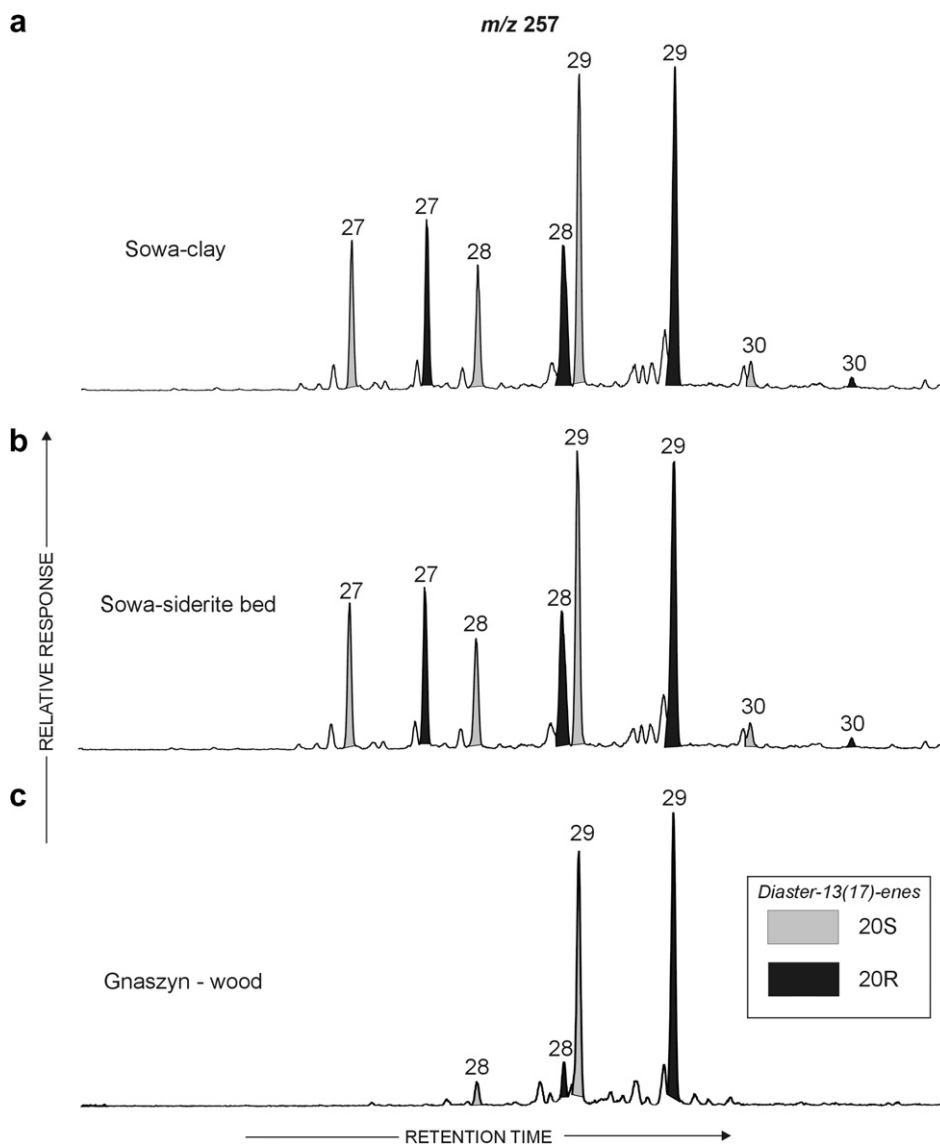 a
m/z 257
29
29
27
27
28
28
Sowa-clay
30
30
b
29
29
27
27
28
28
Sowa-siderite bed
30
30
RELATIVE RESPONSE
c
29
29
Diaster-13(17)-enes
20S
20R
Gnaszyn - wood
28
28
RETENTION TIME